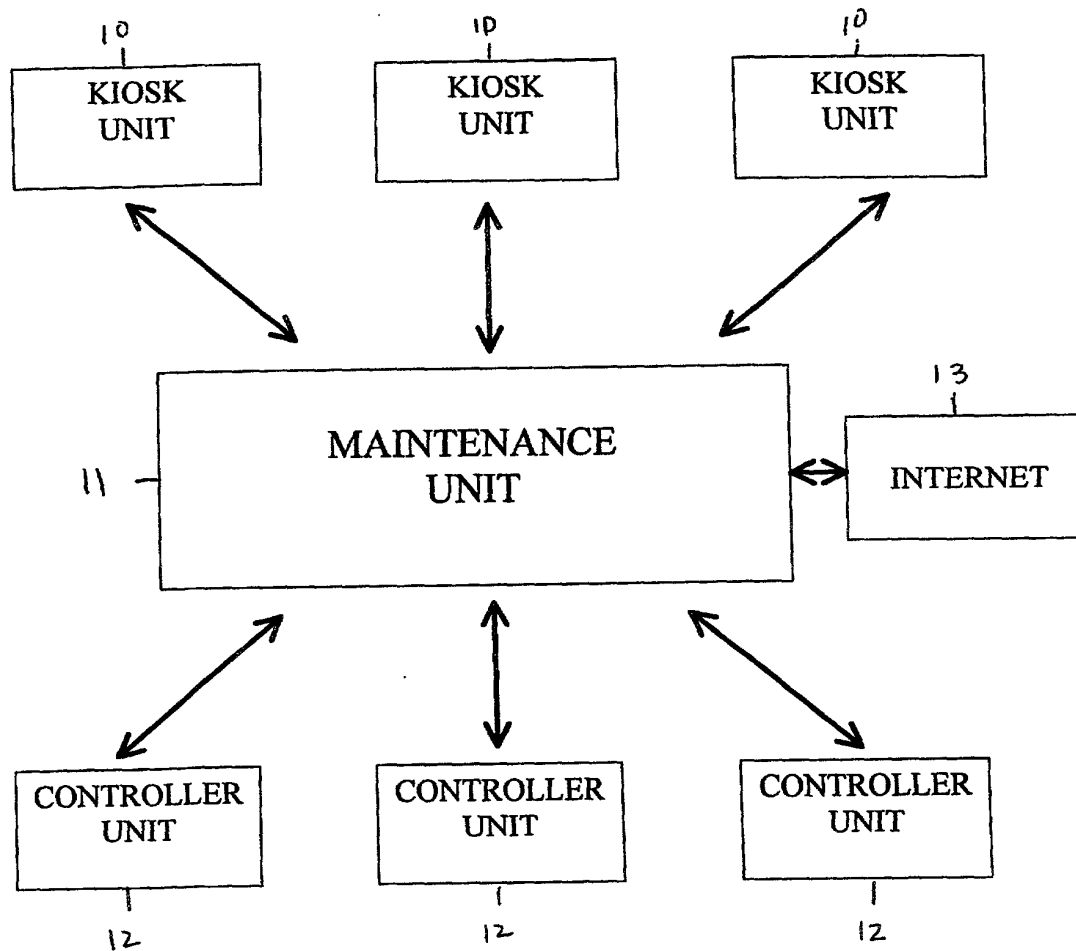 10 10 10
KIOSK UNIT
KIOSK UNIT
KIOSK UNIT
13
MAINTENANCE
UNIT
11
INTERNET
CONTROLLER UNIT
CONTROLLER UNIT
CONTROLLER UNIT
12 12 12